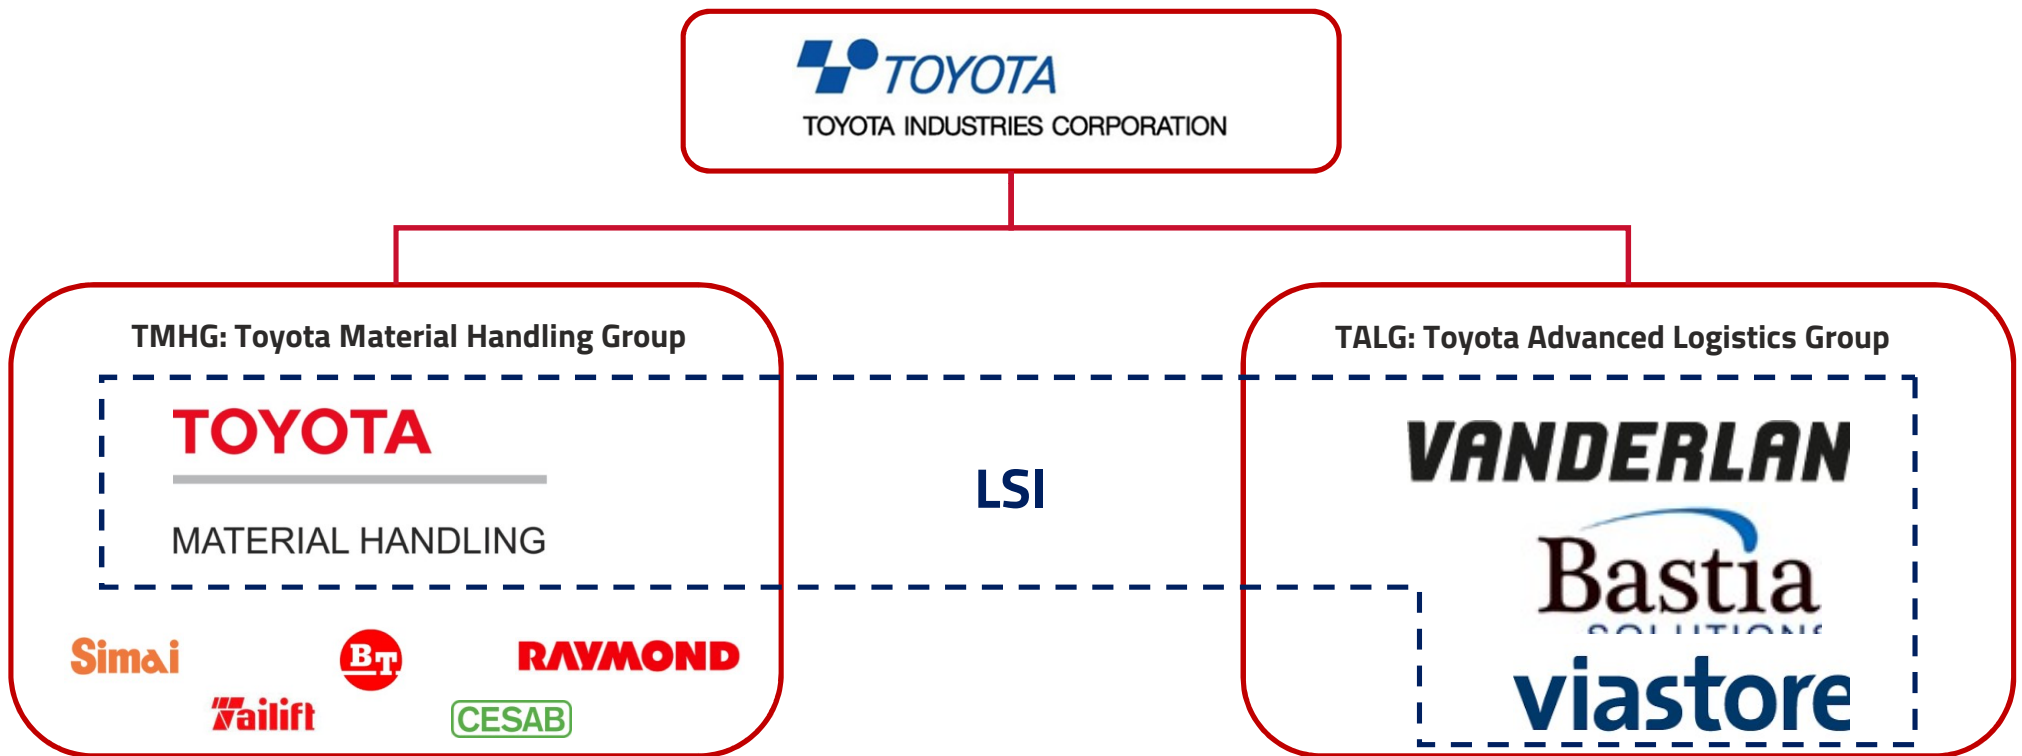 TOYOTA
TOYOTA INDUSTRIES CORPORATION
TMHG: Toyota Material Handling Group
TOYOTA
MATERIAL HANDLING
Simai
BT
RAYMOND
Tailift
CESAB
LSI
TALG: Toyota Advanced Logistics Group
VANDERLAN
Bastia
SOLUTIONS
viastore